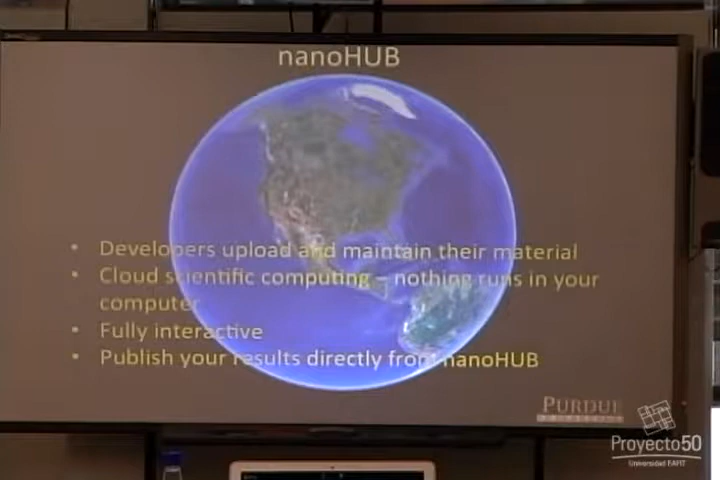 nanoHUB
• Developers upload and maintain their material
• Cloud scientific computing – nothing runs in your
computer
• Fully interactive
• Publish your results directly from nanoHUB
PURDUE
UNIVERSITY
Proyecto50
Universidad EAFIT